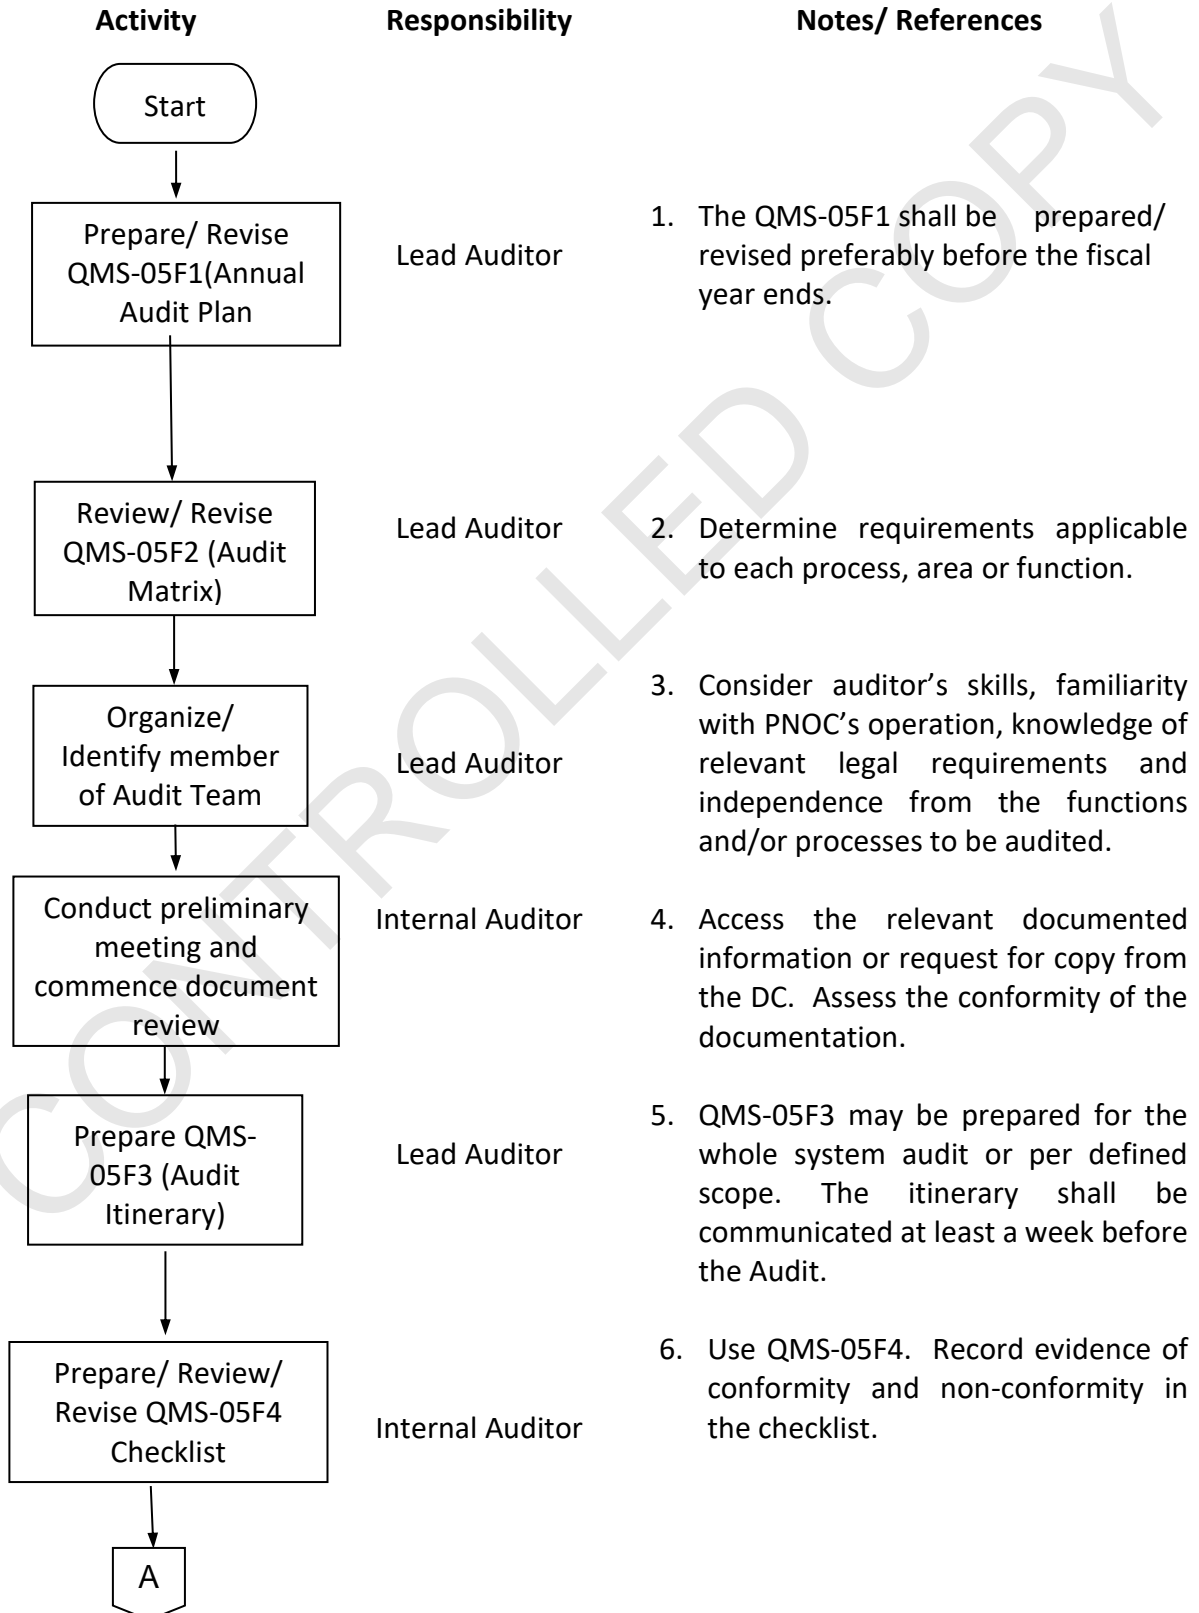 Activity Responsibility Notes/ References
Start
Prepare/ Revise
QMS-05F1(Annual
Audit Plan
Lead Auditor
1. The QMS-05F1 shall be prepared/
revised preferably before the fiscal
year ends.
Review/ Revise
QMS-05F2 (Audit
Matrix)
Lead Auditor
2. Determine requirements applicable
to each process, area or function.
Organize/
Identify member
of Audit Team
Lead Auditor
3. Consider auditor’s skills, familiarity
with PNOC’s operation, knowledge of
relevant legal requirements and
independence from the functions
and/or processes to be audited.
Conduct preliminary
meeting and
commence document
review
Internal Auditor
4. Access the relevant documented
information or request for copy from
the DC. Assess the conformity of the
documentation.
Prepare QMS-
05F3 (Audit
Itinerary)
Lead Auditor
5. QMS-05F3 may be prepared for the
whole system audit or per defined
scope. The itinerary shall be
communicated at least a week before
the Audit.
Prepare/ Review/
Revise QMS-05F4
Checklist
Internal Auditor
6. Use QMS-05F4. Record evidence of
conformity and non-conformity in
the checklist.
A
CONTROLLED COPY